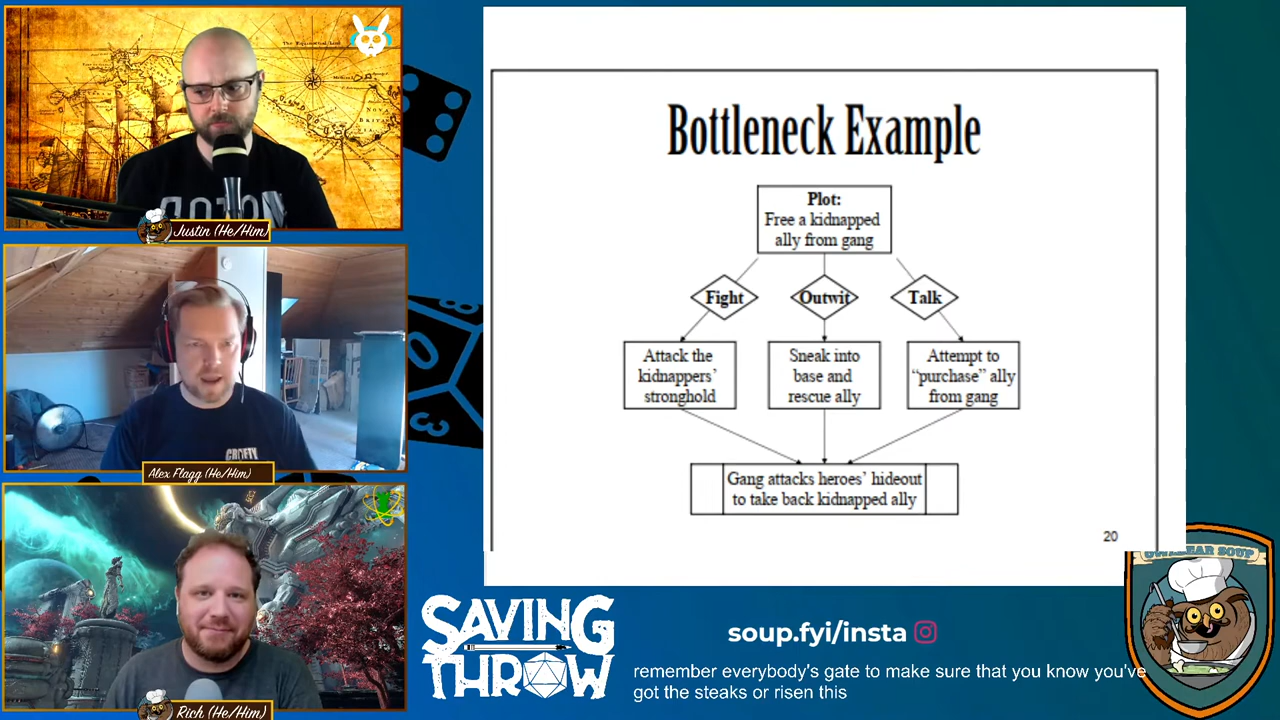 Justin (He/Him)
Alex Flagg (He/Him)
Rich (He/Him)
Bottleneck Example
Plot:
Free a kidnapped
ally from gang
Fight
Outwit
Talk
Attack the
kidnappers'
stronghold
Sneak into
base and
rescue ally
Attempt to
“purchase” ally
from gang
Gang attacks heroes' hideout
to take back kidnapped ally
20
SAVING
THROW
soup.fyi/insta
remember everybody's gate to make sure that you know you've
got the steaks or risen this